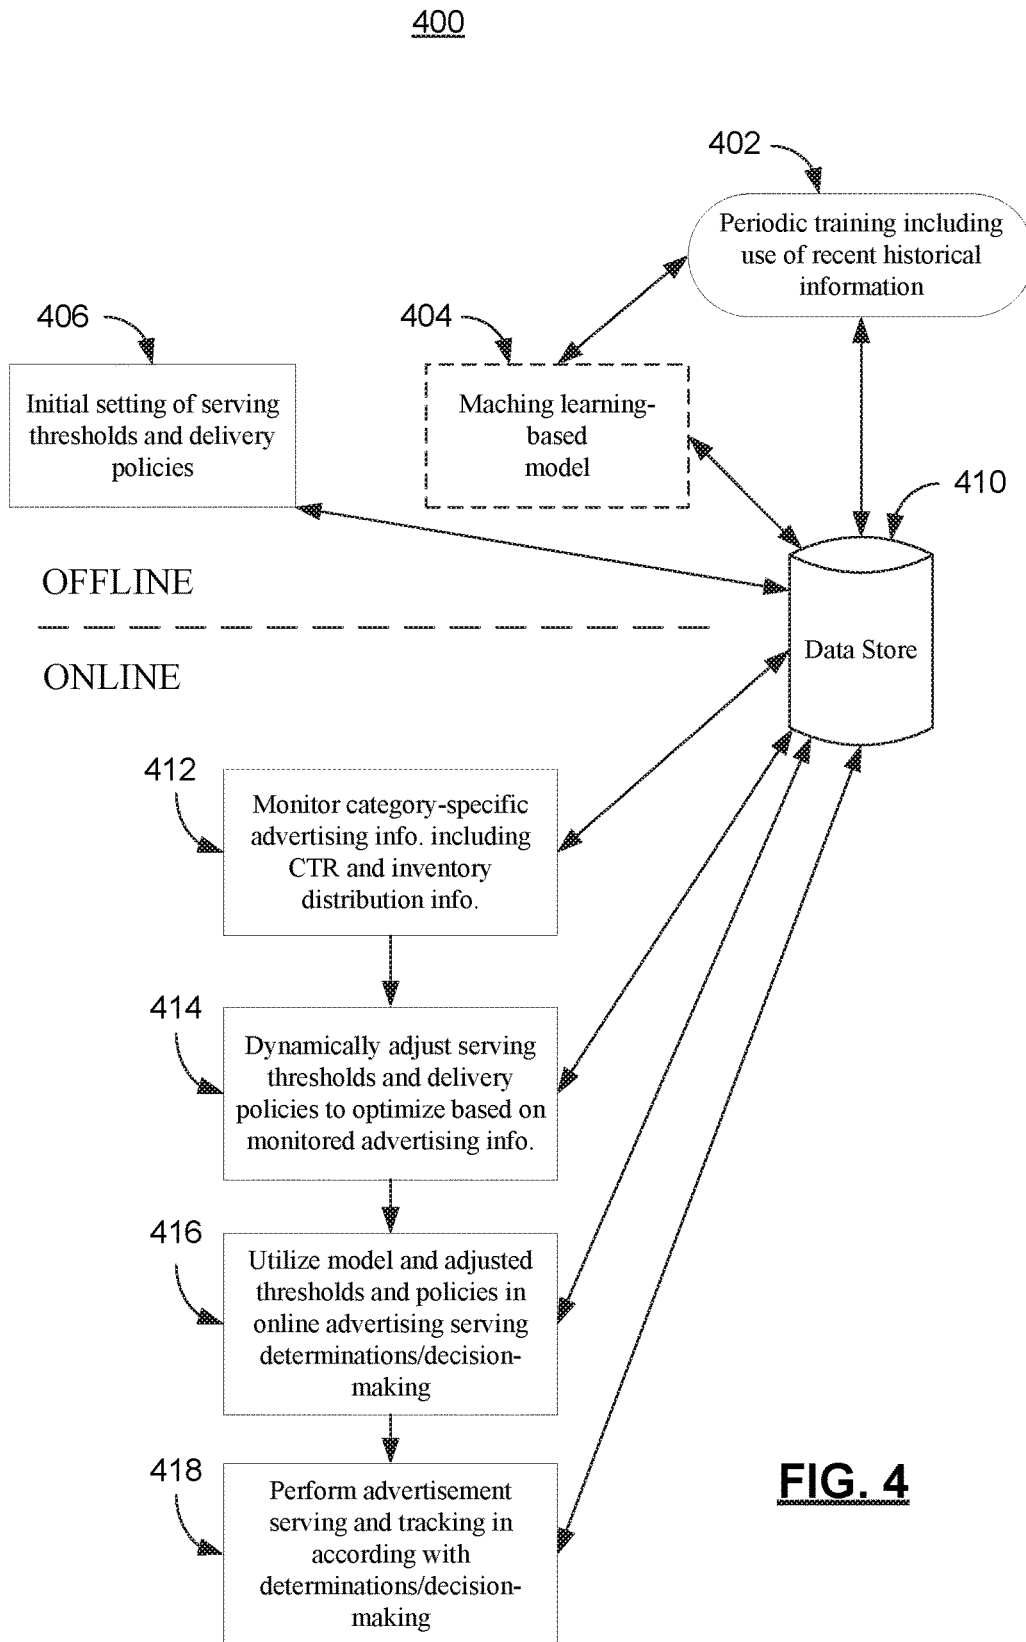 400
402
Periodic training including
use of recent historical
information
406
404
Initial setting of serving
thresholds and delivery
policies
Maching learning-
based
model
410
OFFLINE
Data Store
ONLINE
412
Monitor category-specific
advertising info. including
CTR and inventory
distribution info.
414
Dynamically adjust serving
thresholds and delivery
policies to optimize based on
monitored advertising info.
416
Utilize model and adjusted
thresholds and policies in
online advertising serving
determinations/decision-
making
418
Perform advertisement
serving and tracking in
according with
determinations/decision-
making
FIG. 4